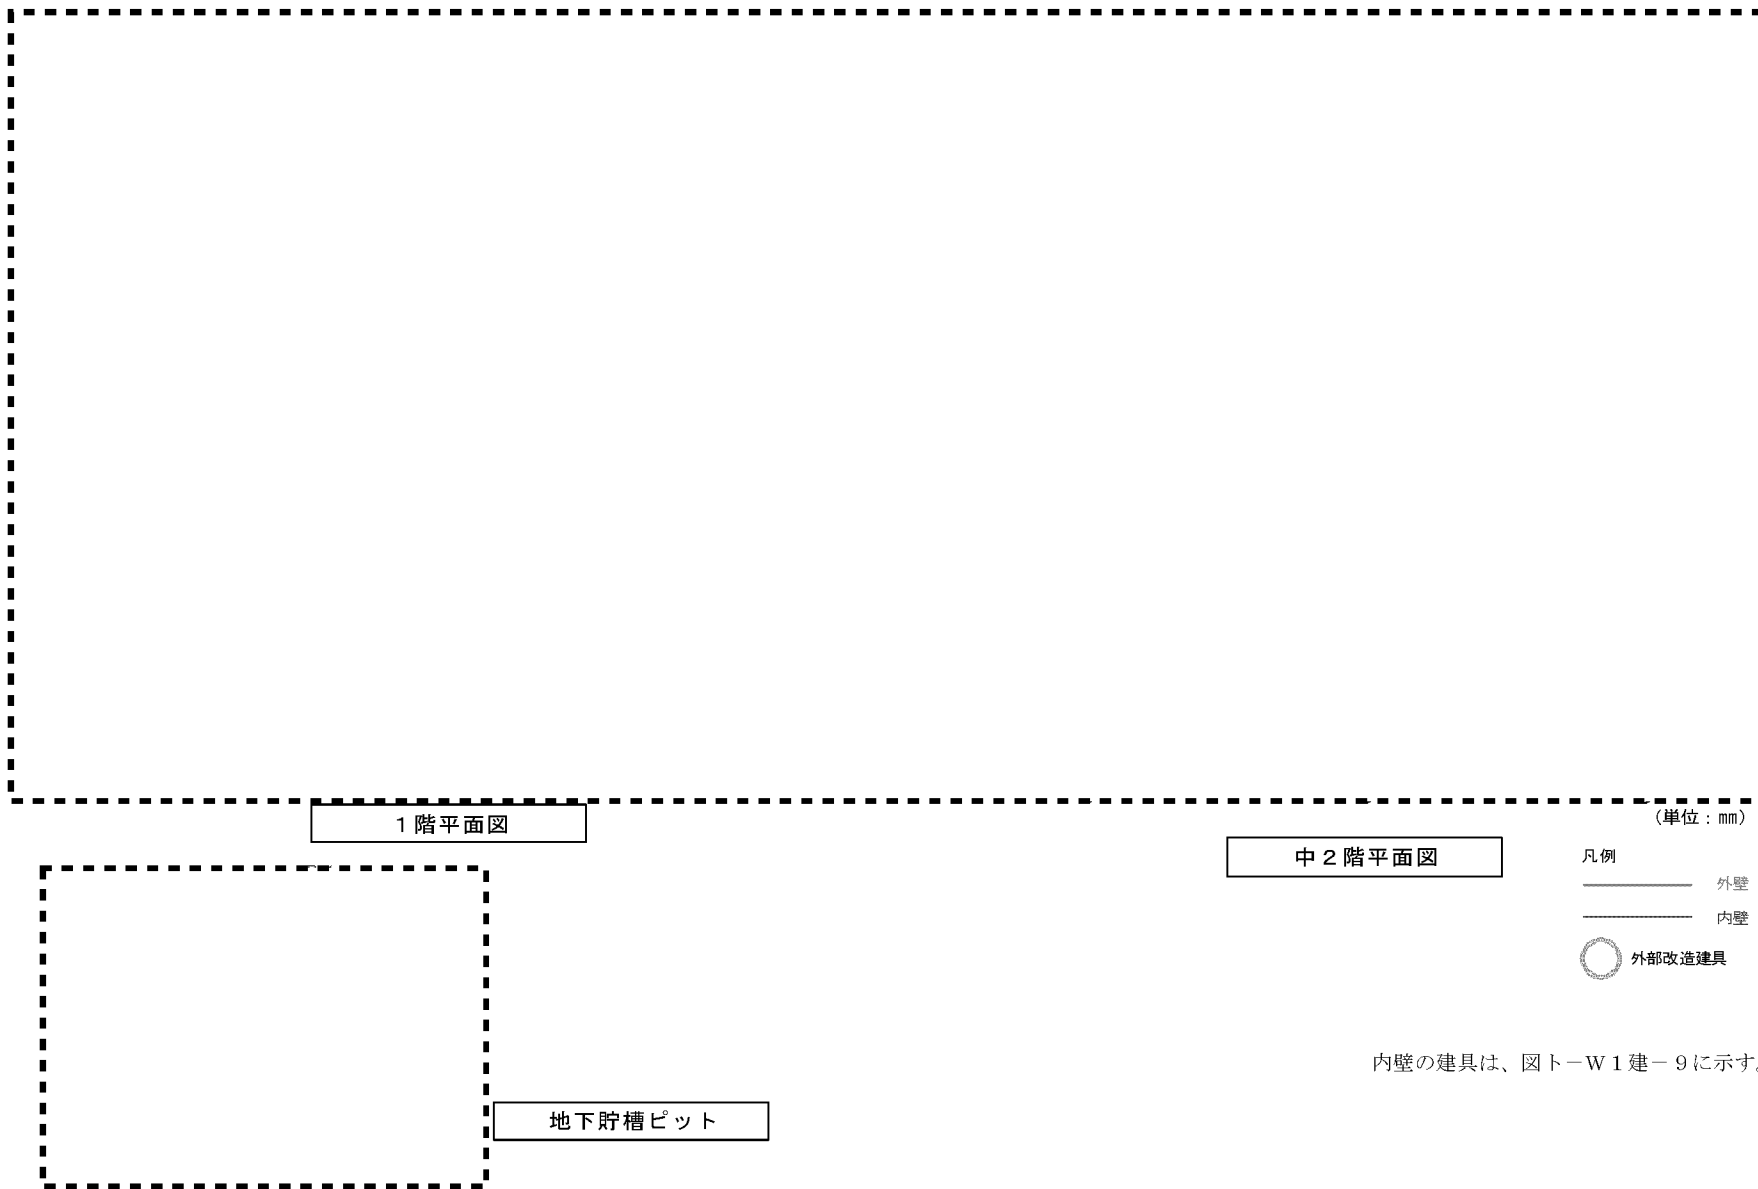 １階平面図
（単位：mm）
中２階平面図
凡例
外壁
内壁
外部改造建具
内壁の建具は、図ト－Ｗ１建－９に示す。
地下貯槽ピット